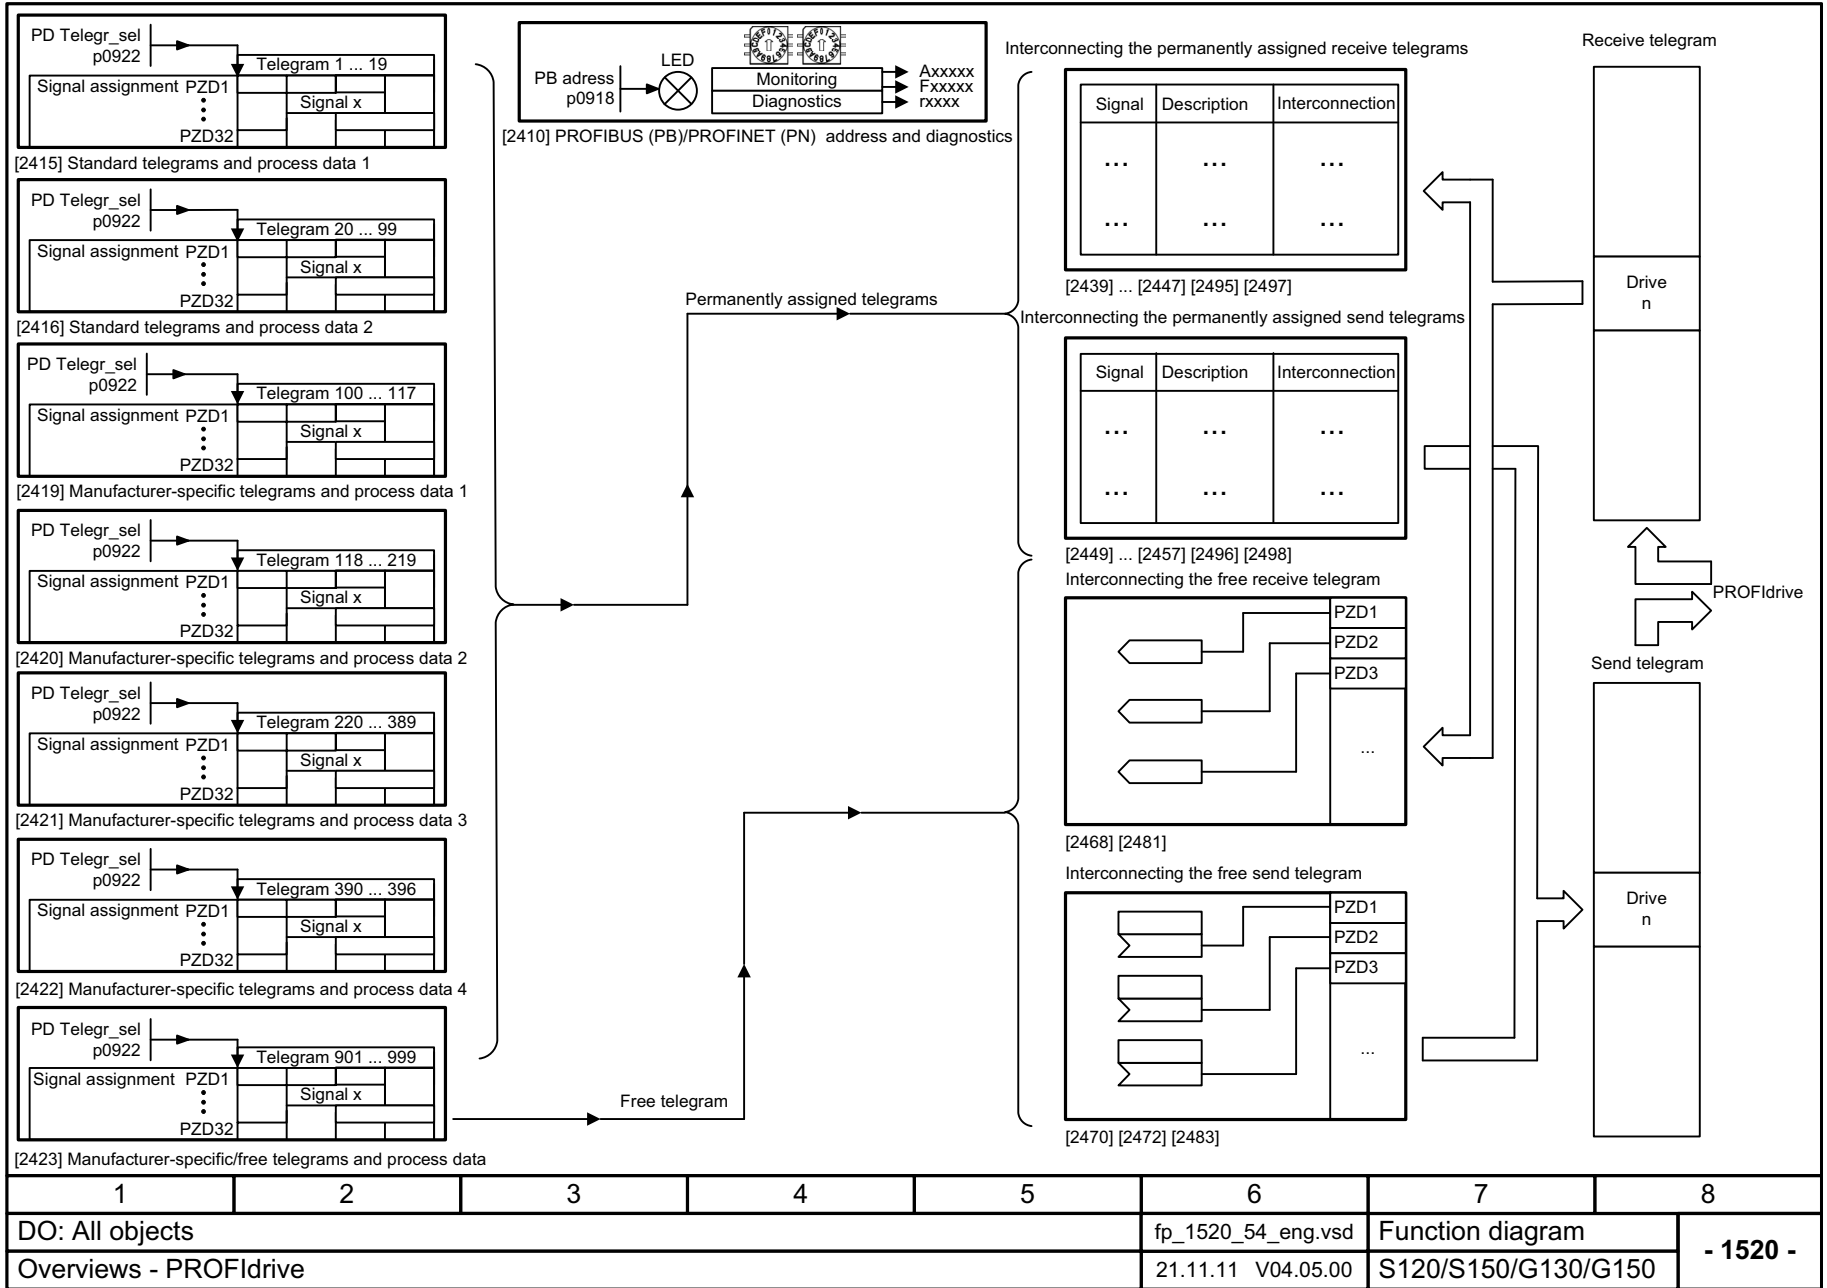 PD Telegr_sel
p0922
Telegram 1 ... 19
Signal assignment PZD1
Signal x
PZD32
[2415] Standard telegrams and process data 1
PD Telegr_sel
p0922
Telegram 20 ... 99
Signal assignment PZD1
Signal x
PZD32
[2416] Standard telegrams and process data 2
PD Telegr_sel
p0922
Telegram 100 ... 117
Signal assignment PZD1
Signal x
PZD32
[2419] Manufacturer-specific telegrams and process data 1
PD Telegr_sel
p0922
Telegram 118 ... 219
Signal assignment PZD1
Signal x
PZD32
[2420] Manufacturer-specific telegrams and process data 2
PD Telegr_sel
p0922
Telegram 220 ... 389
Signal assignment PZD1
Signal x
PZD32
[2421] Manufacturer-specific telegrams and process data 3
PD Telegr_sel
p0922
Telegram 390 ... 396
Signal assignment PZD1
Signal x
PZD32
[2422] Manufacturer-specific telegrams and process data 4
PD Telegr_sel
p0922
Telegram 901 ... 999
Signal assignment PZD1
Signal x
PZD32
[2423] Manufacturer-specific/free telegrams and process data
PB adress
p0918
LED
Monitoring
Diagnostics
Axxxxx
Fxxxxx
rxxxx
[2410] PROFIBUS (PB)/PROFINET (PN) address and diagnostics
Permanently assigned telegrams
Free telegram
Interconnecting the permanently assigned receive telegrams
Signal Description Interconnection
... ... ...
... ... ...
[2439] ... [2447] [2495] [2497]
Interconnecting the permanently assigned send telegrams
Signal Description Interconnection
... ... ...
... ... ...
[2449] ... [2457] [2496] [2498]
Interconnecting the free receive telegram
PZD1
PZD2
PZD3
...
[2468] [2481]
Interconnecting the free send telegram
PZD1
PZD2
PZD3
...
[2470] [2472] [2483]
Receive telegram
Drive
n
PROFIdrive
Send telegram
Drive
n
1 2 3 4 5 6 7 8
DO: All objects
fp_1520_54_eng.vsd
Function diagram
- 1520 -
Overviews - PROFIdrive
21.11.11 V04.05.00
S120/S150/G130/G150